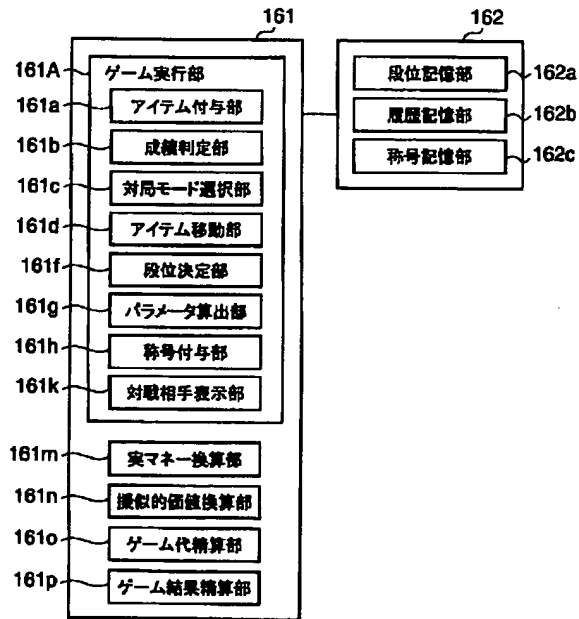 161
162
161A
ゲーム実行部
161a
アイテム付与部
161b
成績判定部
161c
対局モード選択部
161d
アイテム移動部
161f
段位決定部
161g
パラメータ算出部
161h
称号付与部
161k
対戦相手表示部
161m
実マネー換算部
161n
擬似的価値換算部
161o
ゲーム代精算部
161p
ゲーム結果精算部
段位記憶部
162a
履歴記憶部
162b
称号記憶部
162c